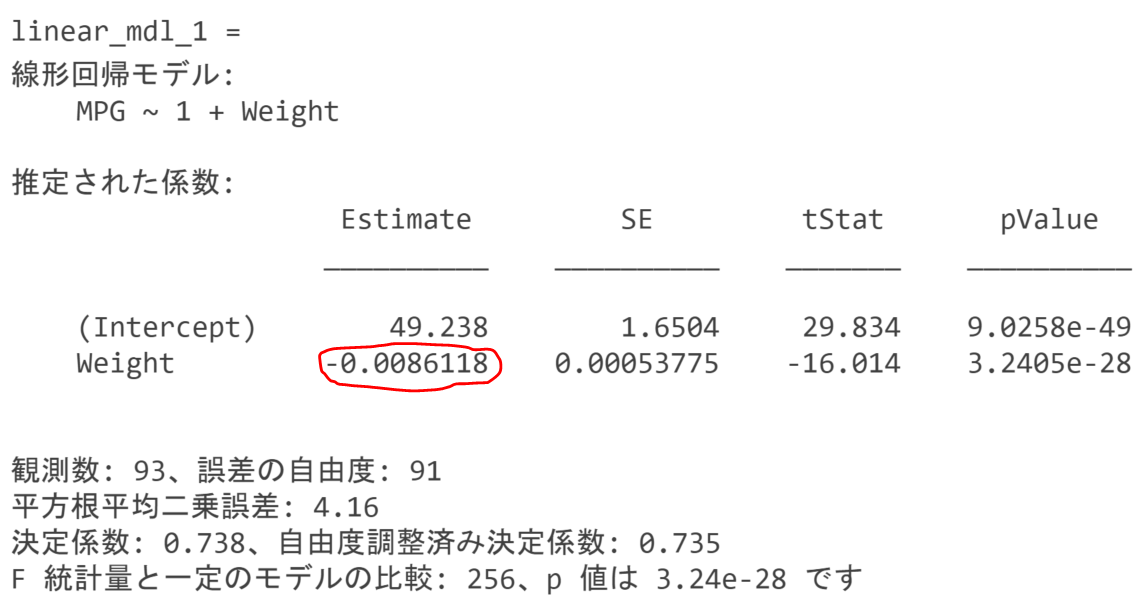 linear_mdl_1 =
線形回帰モデル:
MPG ~ 1 + Weight
推定された係数:
Estimate SE tStat pValue
(Intercept) 49.238 1.6504 29.834 9.0258e-49
Weight -0.0086118 0.00053775 -16.014 3.2405e-28
観測数: 93、誤差の自由度: 91
平方根平均二乗誤差: 4.16
決定係数: 0.738、自由度調整済み決定係数: 0.735
F 統計量と一定のモデルの比較: 256、p 値は 3.24e-28 です